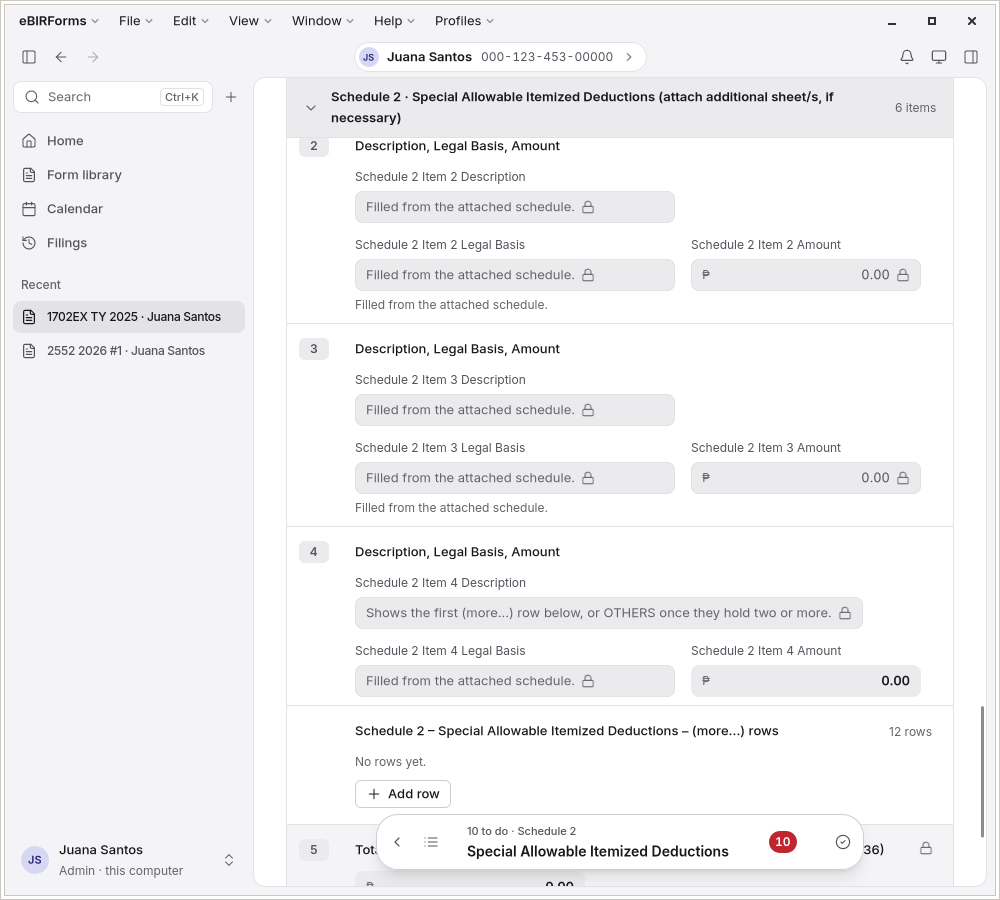 eBIRForms File Edit View Window Help Profiles
JS Juana Santos 000-123-453-00000
Search Ctrl+K
Home
Form library
Calendar
Filings
Recent
1702EX TY 2025 · Juana Santos
2552 2026 #1 · Juana Santos
JS Juana Santos
Admin · this computer
Schedule 2 · Special Allowable Itemized Deductions (attach additional sheet/s, if
necessary)
6 items
2 Description, Legal Basis, Amount
Schedule 2 Item 2 Description
Filled from the attached schedule.
Schedule 2 Item 2 Legal Basis Schedule 2 Item 2 Amount
Filled from the attached schedule. ₱ 0.00
Filled from the attached schedule.
3 Description, Legal Basis, Amount
Schedule 2 Item 3 Description
Filled from the attached schedule.
Schedule 2 Item 3 Legal Basis Schedule 2 Item 3 Amount
Filled from the attached schedule. ₱ 0.00
Filled from the attached schedule.
4 Description, Legal Basis, Amount
Schedule 2 Item 4 Description
Shows the first (more...) row below, or OTHERS once they hold two or more.
Schedule 2 Item 4 Legal Basis Schedule 2 Item 4 Amount
Filled from the attached schedule. ₱ 0.00
Schedule 2 – Special Allowable Itemized Deductions – (more...) rows 12 rows
No rows yet.
Add row
5 36)
10 to do · Schedule 2
Special Allowable Itemized Deductions 10
₱ 0.00